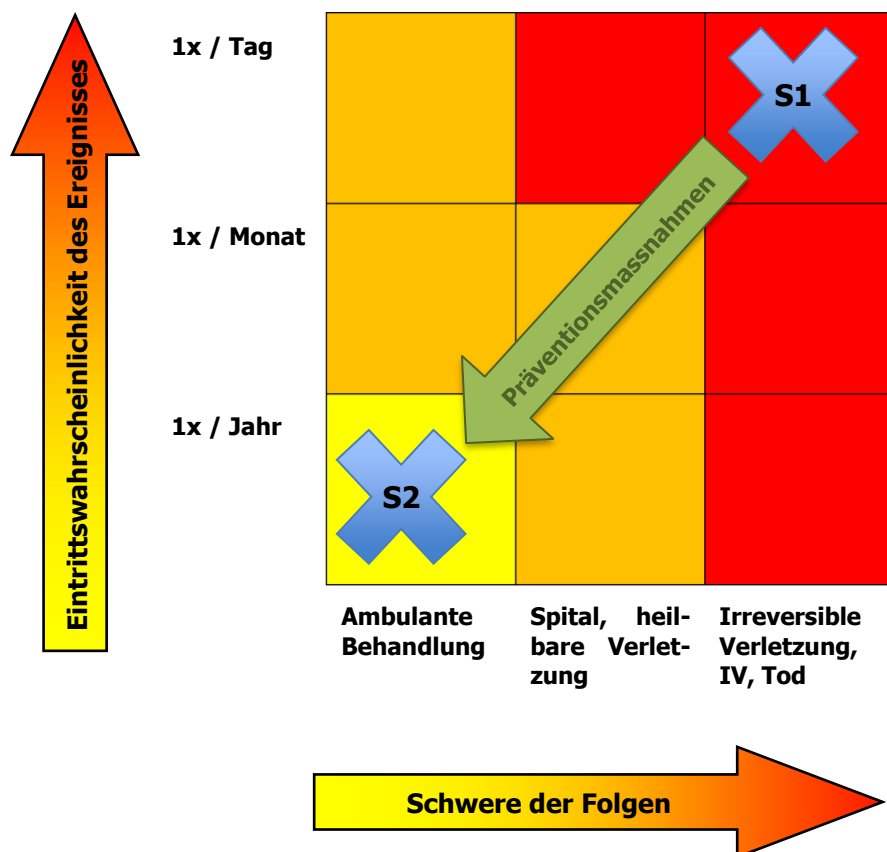 Eintrittswahrscheinlichkeit des Ereignisses
1x / Tag
S1
1x / Monat
Präventionsmassnahmen
1x / Jahr
S2
Ambulante
Behandlung
Spital, heil-
bare Verlet-
zung
Irreversible
Verletzung,
IV, Tod
Schwere der Folgen